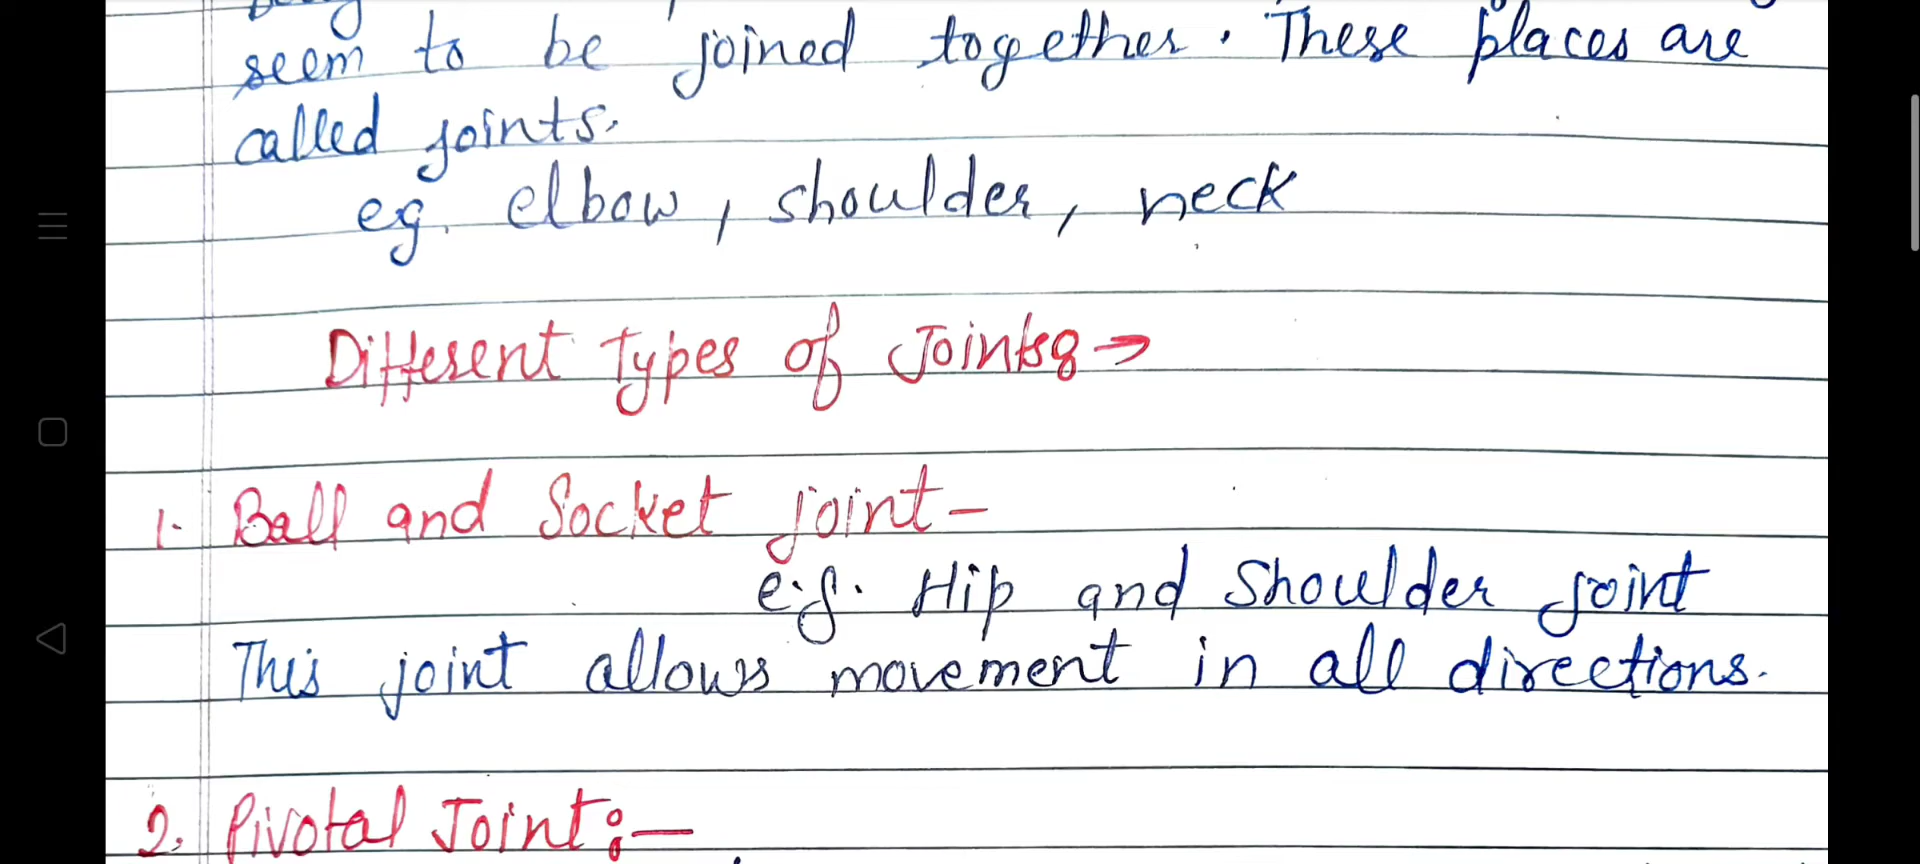 seem to be joined together. These places are
called joints.
eg. elbow, shoulder, neck
Different Types of Joints:→
1. Ball and Socket joint-
e.g. Hip and Shoulder joint
This joint allows movement in all directions.
2. Pivotal Joint:-